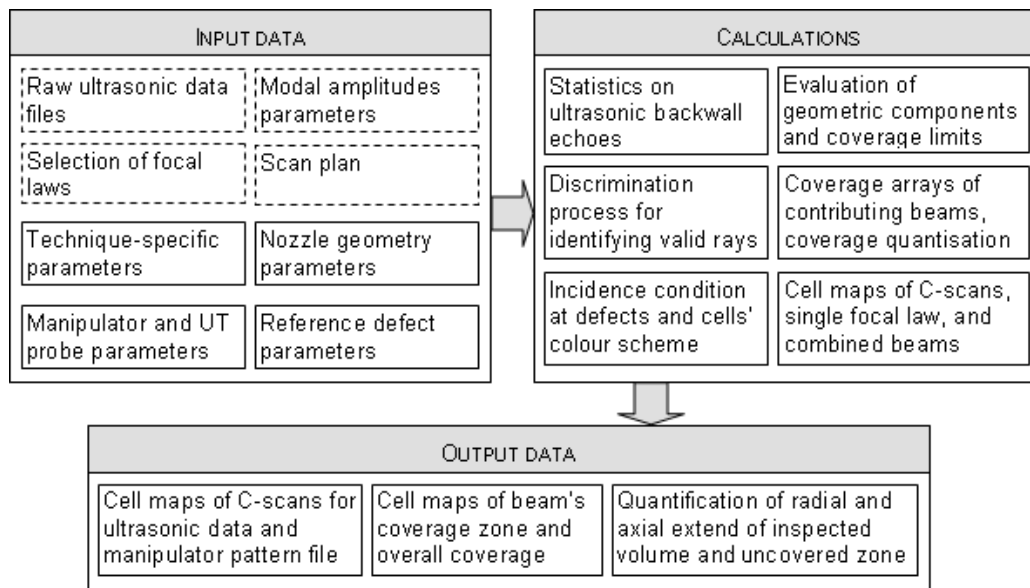 INPUT DATA
Raw ultrasonic data
files
Modal amplitudes
parameters
Selection of focal
laws
Scan plan
Technique-specific
parameters
Nozzle geometry
parameters
Manipulator and UT
probe parameters
Reference defect
parameters
CALCULATIONS
Statistics on
ultrasonic backwall
echoes
Evaluation of
geometric components
and coverage limits
Discrimination
process for
identifying valid rays
Coverage arrays of
contributing beams,
coverage quantisation
Incidence condition
at defects and cells'
colour scheme
Cell maps of C-scans,
single focal law, and
combined beams
OUTPUT DATA
Cell maps of C-scans for
ultrasonic data and
manipulator pattern file
Cell maps of beam's
coverage zone and
overall coverage
Quantification of radial and
axial extend of inspected
volume and uncovered zone